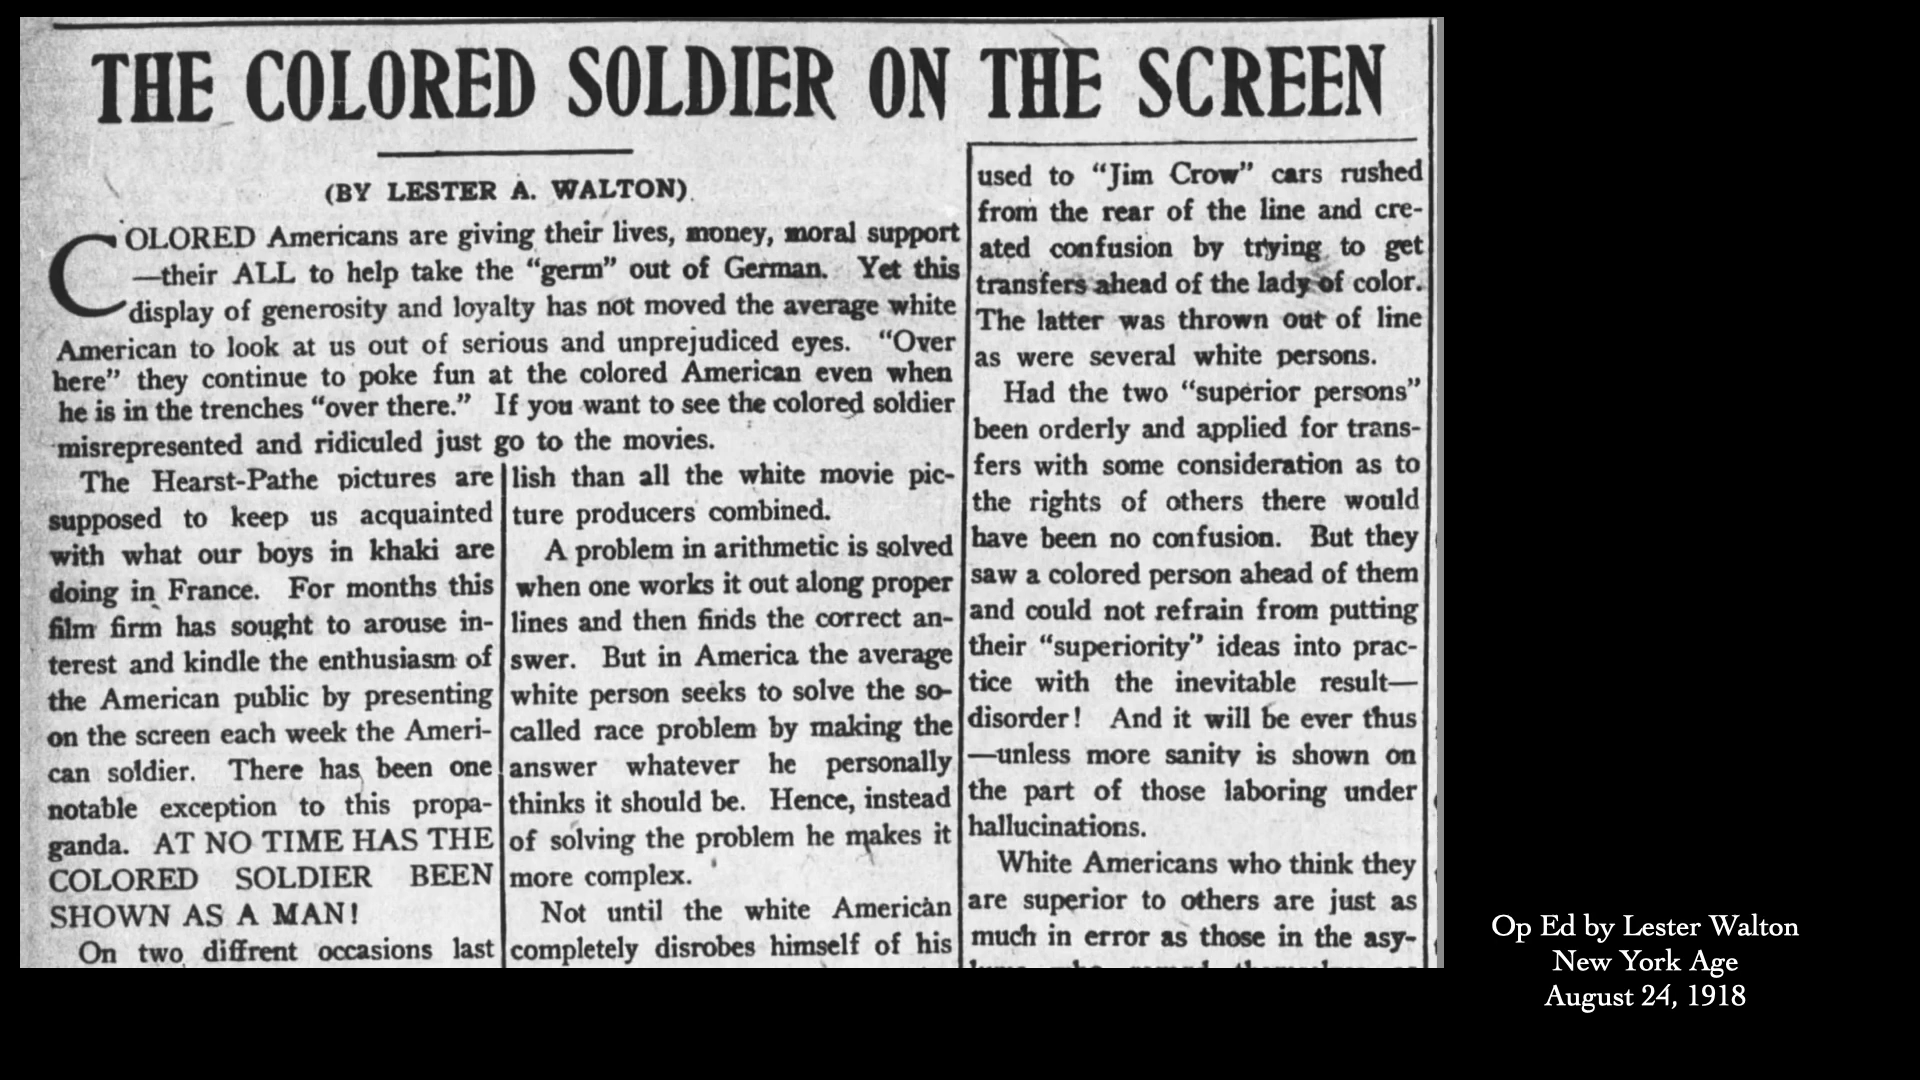 THE COLORED SOLDIER ON THE SCREEN
(BY LESTER A. WALTON)
COLORED Americans are giving their lives, money, moral support
—their ALL to help take the “germ” out of German. Yet this
display of generosity and loyalty has not moved the average white
American to look at us out of serious and unprejudiced eyes. “Over
here” they continue to poke fun at the colored American even when
he is in the trenches “over there.” If you want to see the colored soldier
misrepresented and ridiculed just go to the movies.
The Hearst-Pathe pictures are
supposed to keep us acquainted
with what our boys in khaki are
doing in France. For months this
film firm has sought to arouse in-
terest and kindle the enthusiasm of
the American public by presenting
on the screen each week the Ameri-
can soldier. There has been one
notable exception to this propa-
ganda. AT NO TIME HAS THE
COLORED SOLDIER BEEN
SHOWN AS A MAN!
On two diffrent occasions last
lish than all the white movie pic-
ture producers combined.
A problem in arithmetic is solved
when one works it out along proper
lines and then finds the correct an-
swer. But in America the average
white person seeks to solve the so-
called race problem by making the
answer whatever he personally
thinks it should be. Hence, instead
of solving the problem he makes it
more complex.
Not until the white American
completely disrobes himself of his
used to “Jim Crow” cars rushed
from the rear of the line and cre-
ated confusion by trying to get
transfers ahead of the lady of color.
The latter was thrown out of line
as were several white persons.
Had the two “superior persons”
been orderly and applied for trans-
fers with some consideration as to
the rights of others there would
have been no confusion. But they
saw a colored person ahead of them
and could not refrain from putting
their “superiority” ideas into prac-
tice with the inevitable result—
disorder! And it will be ever thus
—unless more sanity is shown on
the part of those laboring under
hallucinations.
White Americans who think they
are superior to others are just as
much in error as those in the asy-
Op Ed by Lester Walton
New York Age
August 24, 1918